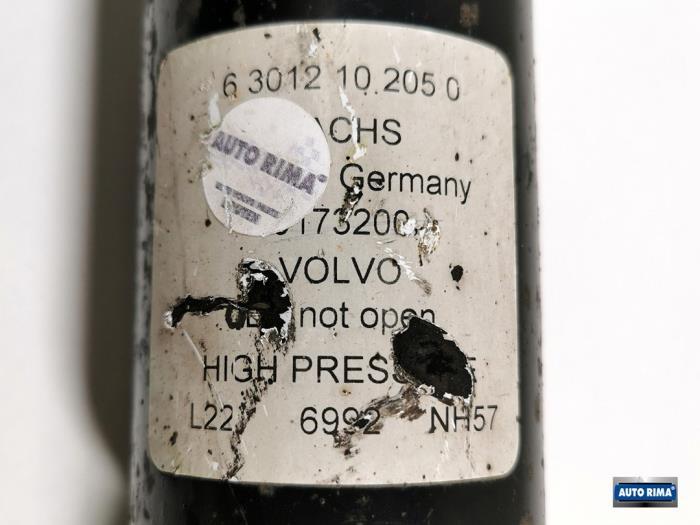 6 3012 10 205 0
ACHS
AUTO RIMA
Germany
173200
VOLVO
not open
HIGH PRES
L22 6992 NH57
AUTO RIMA